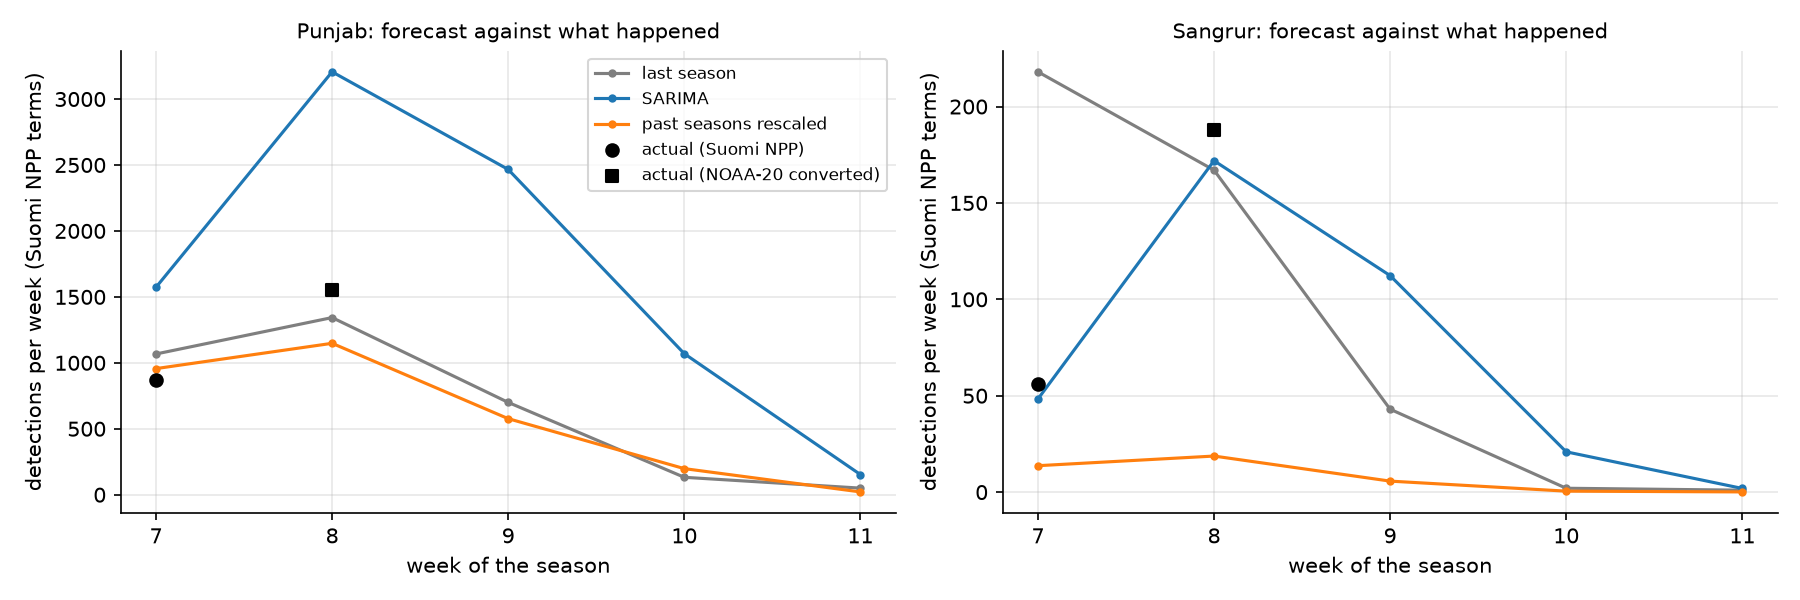 Punjab: forecast against what happened
detections per week (Suomi NPP terms)
3000
2500
2000
1500
1000
500
0
last season
SARIMA
past seasons rescaled
actual (Suomi NPP)
actual (NOAA-20 converted)
7 8 9 10 11
week of the season
Sangrur: forecast against what happened
detections per week (Suomi NPP terms)
200
150
100
50
0
7 8 9 10 11
week of the season